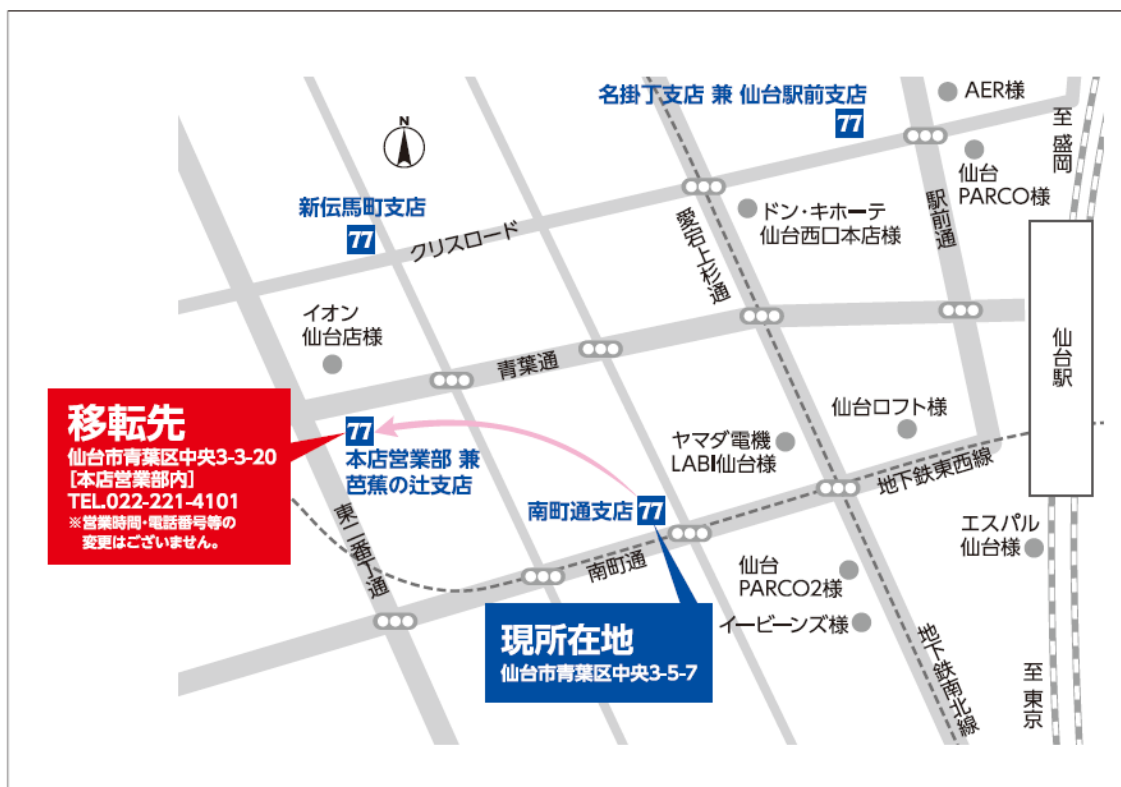 名掛丁支店 兼 仙台駅前支店
77
AER様
至 盛岡
N
仙台
PARCO様
新伝馬町支店
77
クリスロード
ドン・キホーテ
仙台西口本店様
愛宕上杉通
駅前通
イオン
仙台店様
青葉通
仙台駅
移転先
仙台市青葉区中央3-3-20
[本店営業部内]
TEL.022-221-4101
※営業時間・電話番号等の
変更はございません。
77
本店営業部 兼
芭蕉の辻支店
仙台ロフト様
ヤマダ電機
LABI仙台様
地下鉄東西線
南町通支店 77
東二番丁通
南町通
エスパル
仙台様
仙台
PARCO2様
イービーンズ様
現所在地
仙台市青葉区中央3-5-7
地下鉄南北線
至 東京